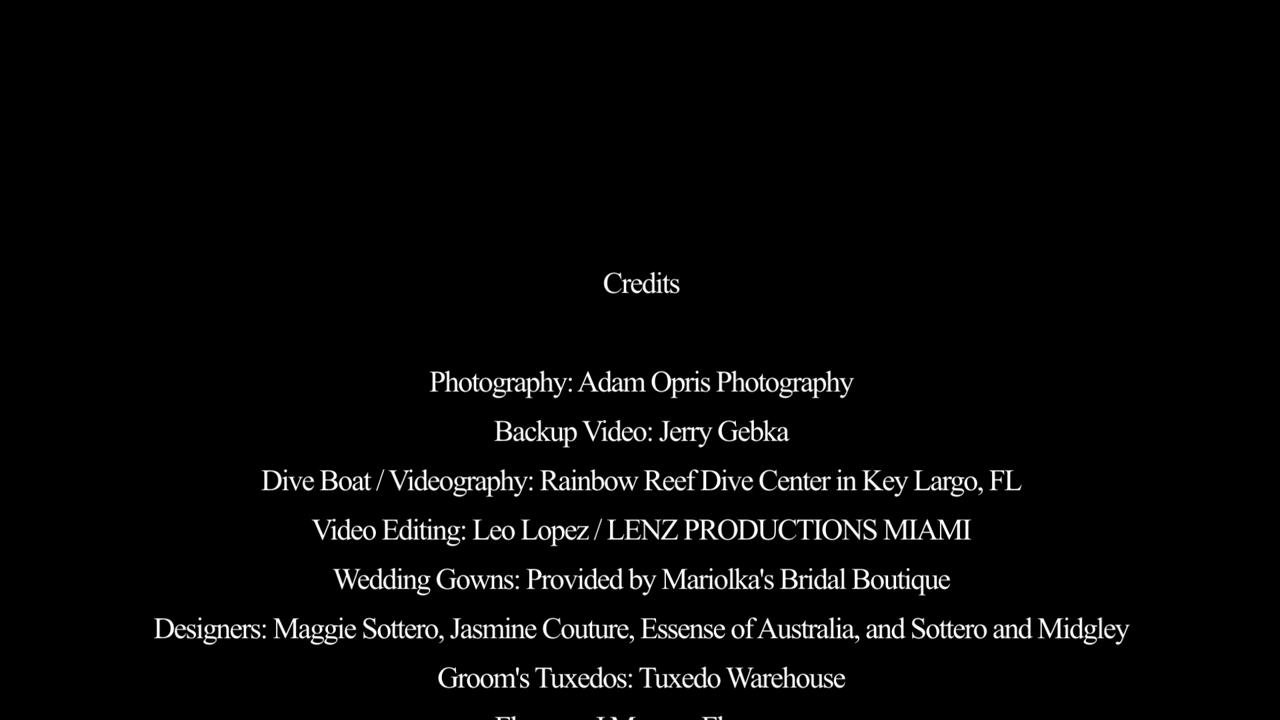 Credits
Photography: Adam Opris Photography
Backup Video: Jerry Gebka
Dive Boat / Videography: Rainbow Reef Dive Center in Key Largo, FL
Video Editing: Leo Lopez / LENZ PRODUCTIONS MIAMI
Wedding Gowns: Provided by Mariolka's Bridal Boutique
Designers: Maggie Sottero, Jasmine Couture, Essense of Australia, and Sottero and Midgley
Groom's Tuxedos: Tuxedo Warehouse